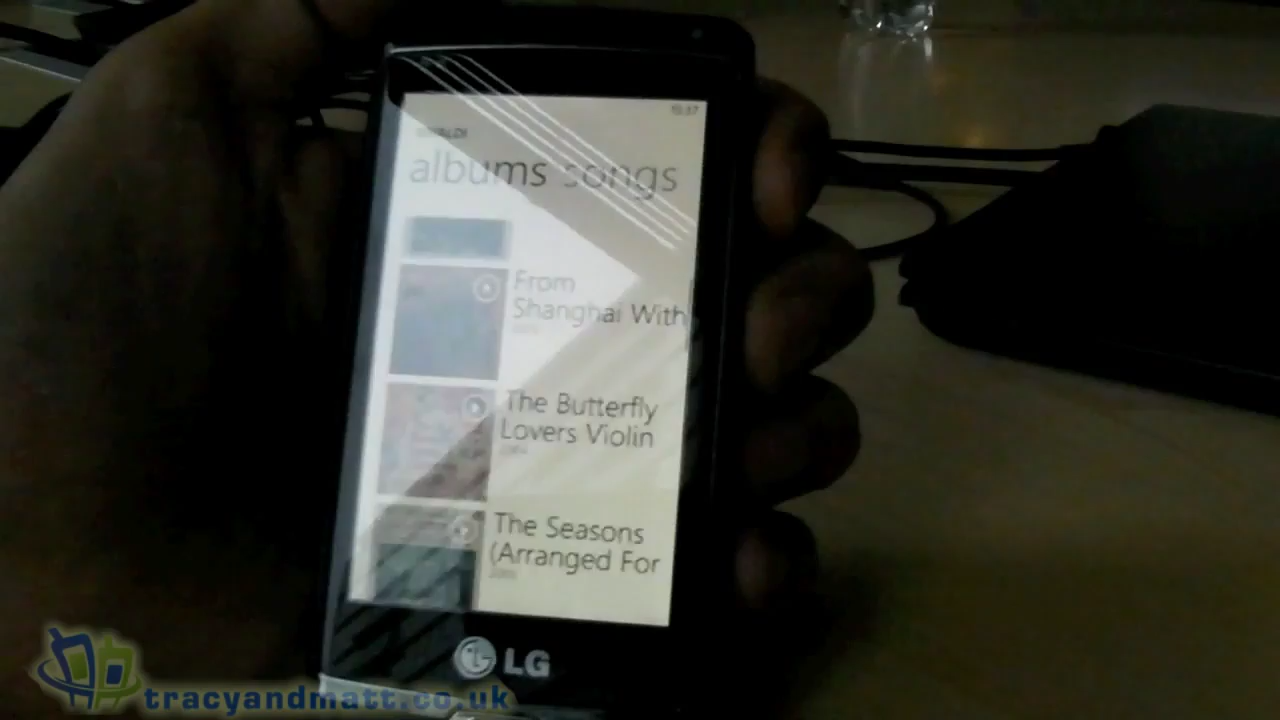 albums songs
From
Shanghai With
The Butterfly
Lovers Violin
The Seasons
(Arranged For
LG
tracyandmatt.co.uk